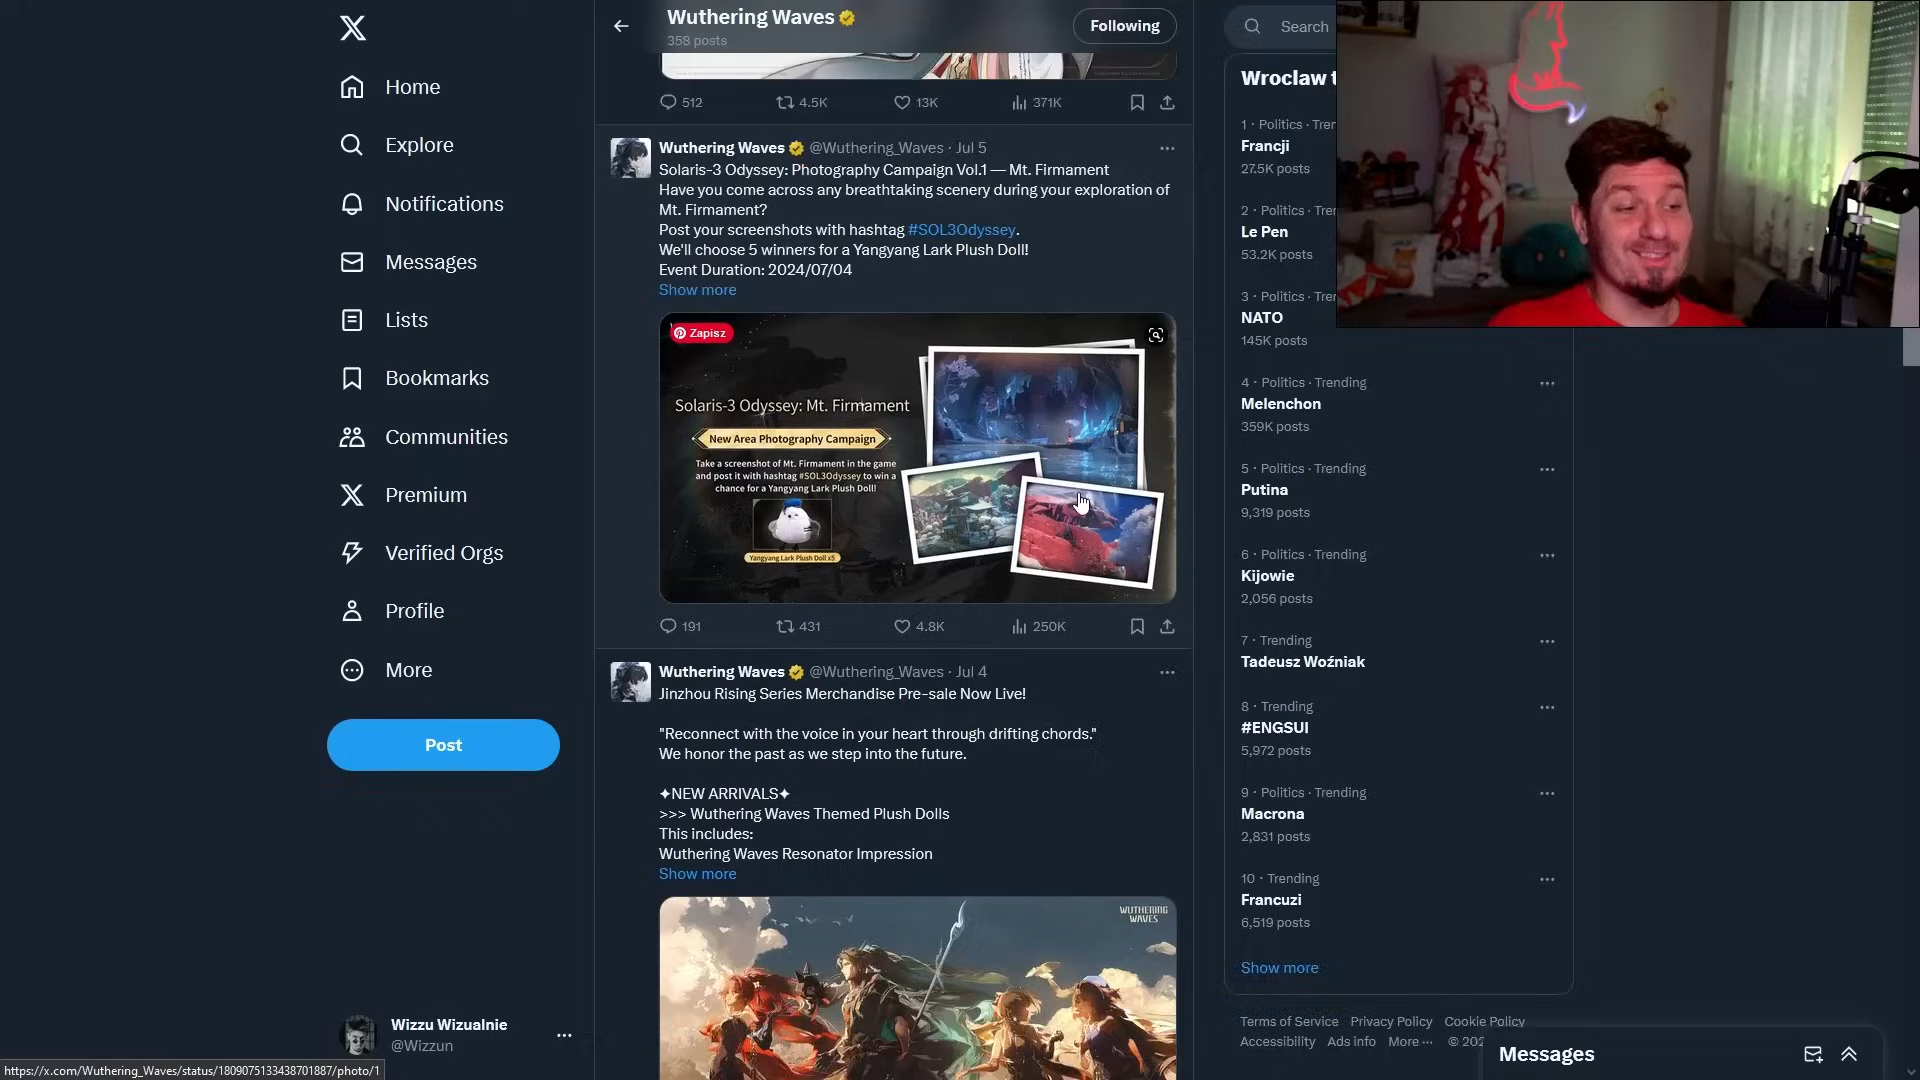 Home
Explore
Notifications
Messages
Lists
Bookmarks
Communities
Premium
Verified Orgs
Profile
More
Post
Wizzu Wizualnie
@Wizzun
https://x.com/Wuthering_Waves/status/1809075133438701887/photo/1
Wuthering Waves
358 posts
Following
512
4.5K
13K
371K
Wuthering Waves @Wuthering_Waves · Jul 5
Solaris-3 Odyssey: Photography Campaign Vol.1 — Mt. Firmament
Have you come across any breathtaking scenery during your exploration of
Mt. Firmament?
Post your screenshots with hashtag #SOL3Odyssey.
We'll choose 5 winners for a Yangyang Lark Plush Doll!
Event Duration: 2024/07/04
Show more
Zapisz
Solaris-3 Odyssey: Mt. Firmament
New Area Photography Campaign
Take a screenshot of Mt. Firmament in the game
and post it with hashtag #SOL3Odyssey to win a
chance for a Yangyang Lark Plush Doll!
Yangyang Lark Plush Doll x5
191
431
4.8K
250K
Wuthering Waves @Wuthering_Waves · Jul 4
Jinzhou Rising Series Merchandise Pre-sale Now Live!
"Reconnect with the voice in your heart through drifting chords."
We honor the past as we step into the future.
✦NEW ARRIVALS✦
>>> Wuthering Waves Themed Plush Dolls
This includes:
Wuthering Waves Resonator Impression
Show more
WUTHERING
WAVES
Search
Wroclaw t
1 · Politics · Tren
Francji
27.5K posts
2 · Politics · Tren
Le Pen
53.2K posts
3 · Politics · Tren
NATO
145K posts
4 · Politics · Trending
Melenchon
359K posts
5 · Politics · Trending
Putina
9,319 posts
6 · Politics · Trending
Kijowie
2,056 posts
7 · Trending
Tadeusz Woźniak
8 · Trending
#ENGSUI
5,972 posts
9 · Politics · Trending
Macrona
2,831 posts
10 · Trending
Francuzi
6,519 posts
Show more
Terms of Service Privacy Policy Cookie Policy
Accessibility Ads info More ··· © 202
Messages